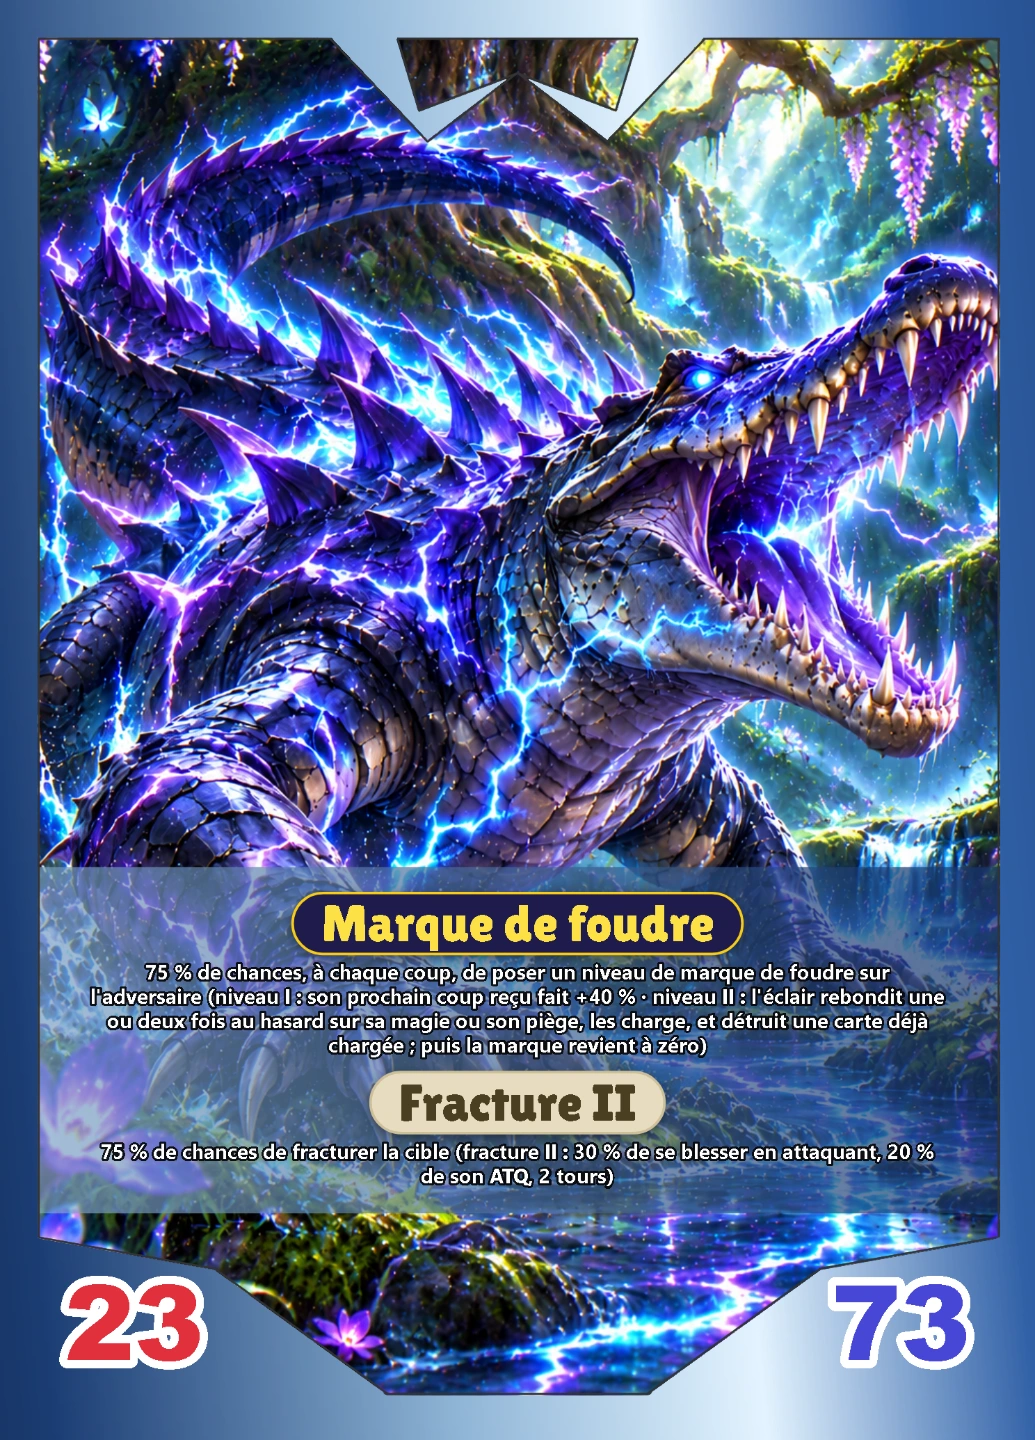 Marque de foudre
75 % de chances, à chaque coup, de poser un niveau de marque de foudre sur
l'adversaire (niveau I : son prochain coup reçu fait +40 % · niveau II : l'éclair rebondit une
ou deux fois au hasard sur sa magie ou son piège, les charge, et détruit une carte déjà
chargée ; puis la marque revient à zéro)
Fracture II
75 % de chances de fracturer la cible (fracture II : 30 % de se blesser en attaquant, 20 %
de son ATQ, 2 tours)
23
73